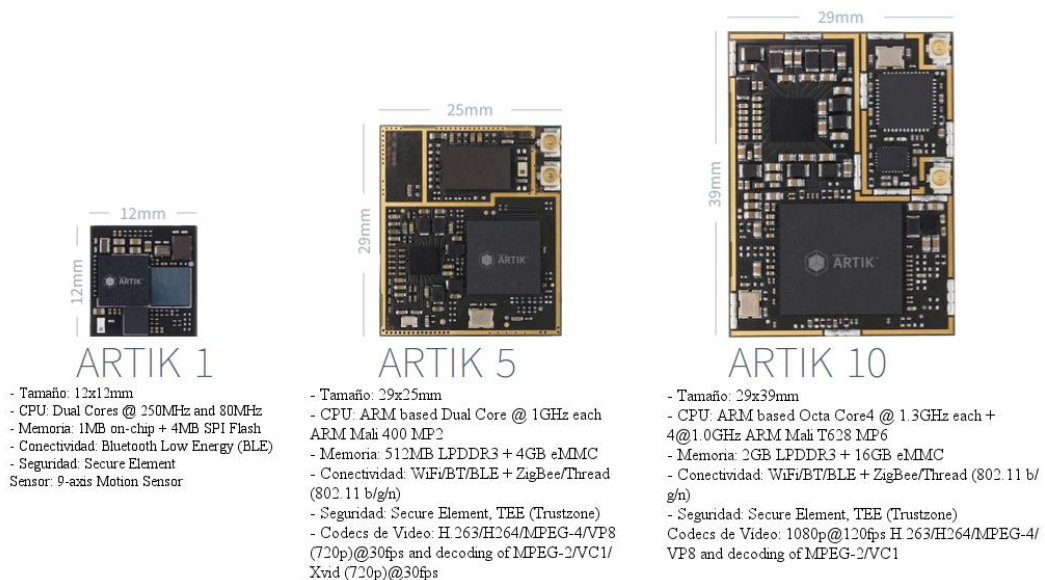 12mm
12mm
ARTIK
ARTIK 1
- Tamaño: 12x12mm
- CPU: Dual Cores @ 250MHz and 80MHz
- Memoria: 1MB on-chip + 4MB SPI Flash
- Conectividad: Bluetooth Low Energy (BLE)
- Seguridad: Secure Element
Sensor: 9-axis Motion Sensor
25mm
29mm
ARTIK
ARTIK 5
- Tamaño: 29x25mm
- CPU: ARM based Dual Core @ 1GHz each
ARM Mali 400 MP2
- Memoria: 512MB LPDDR3 + 4GB eMMC
- Conectividad: WiFi/BT/BLE + ZigBee/Thread
(802.11 b/g/n)
- Seguridad: Secure Element, TEE (Trustzone)
- Codecs de Vídeo: H.263/H264/MPEG-4/VP8
(720p)@30fps and decoding of MPEG-2/VC1/
Xvid (720p)@30fps
29mm
39mm
ARTIK
ARTIK 10
- Tamaño: 29x39mm
- CPU: ARM based Octa Core4 @ 1.3GHz each +
4@1.0GHz ARM Mali T628 MP6
- Memoria: 2GB LPDDR3 + 16GB eMMC
- Conectividad: WiFi/BT/BLE + ZigBee/Thread (802.11 b/
g/n)
- Seguridad: Secure Element, TEE (Trustzone)
Codecs de Vídeo: 1080p@120fps H.263/H264/MPEG-4/
VP8 and decoding of MPEG-2/VC1